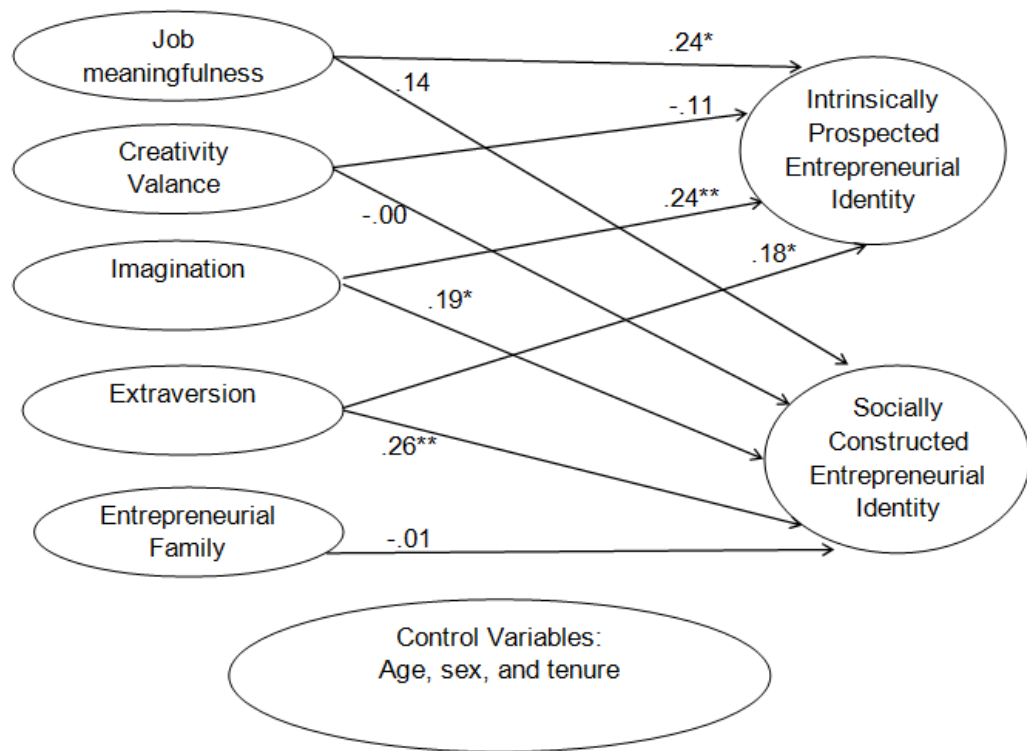 Job
meaningfulness
.24*
.14
Intrinsically
Prospected
Entrepreneurial
Identity
-.11
Creativity
Valance
-.00
.24**
Imagination
.18*
.19*
Extraversion
.26**
Socially
Constructed
Entrepreneurial
Identity
Entrepreneurial
Family
-.01
Control Variables:
Age, sex, and tenure